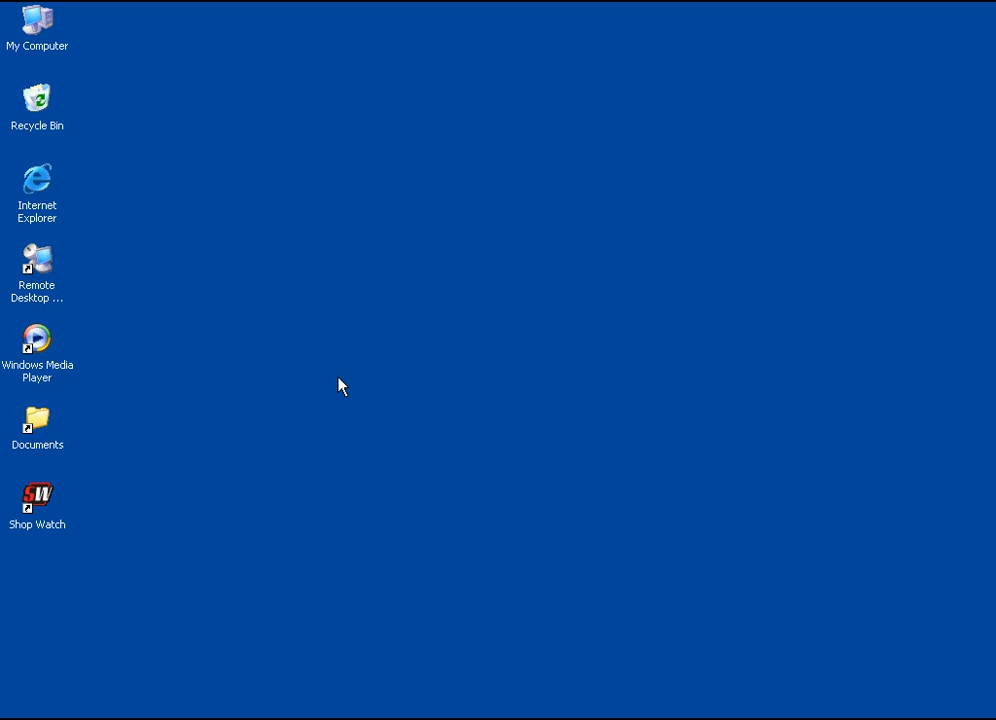 My Computer
Recycle Bin
Internet
Explorer
Remote
Desktop ...
Windows Media
Player
Documents
SW
Shop Watch